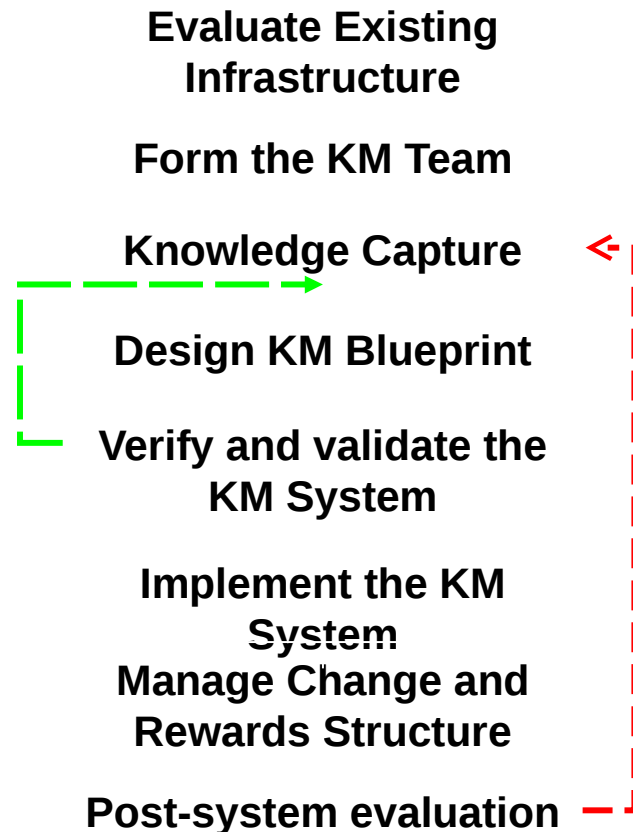 Evaluate Existing
Infrastructure
Form the KM Team
Knowledge Capture
Design KM Blueprint
Verify and validate the
KM System
Implement the KM
System
Manage Change and
Rewards Structure
Post-system evaluation